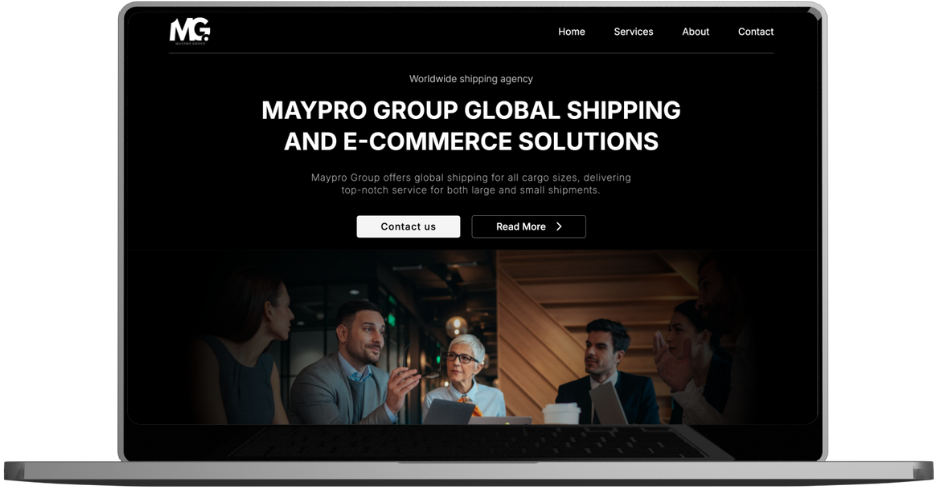 MG
MAYPRO GROUP
Home
Services
About
Contact
Worldwide shipping agency
MAYPRO GROUP GLOBAL SHIPPING
AND E-COMMERCE SOLUTIONS
Maypro Group offers global shipping for all cargo sizes, delivering
top-notch service for both large and small shipments.
Contact us
Read More